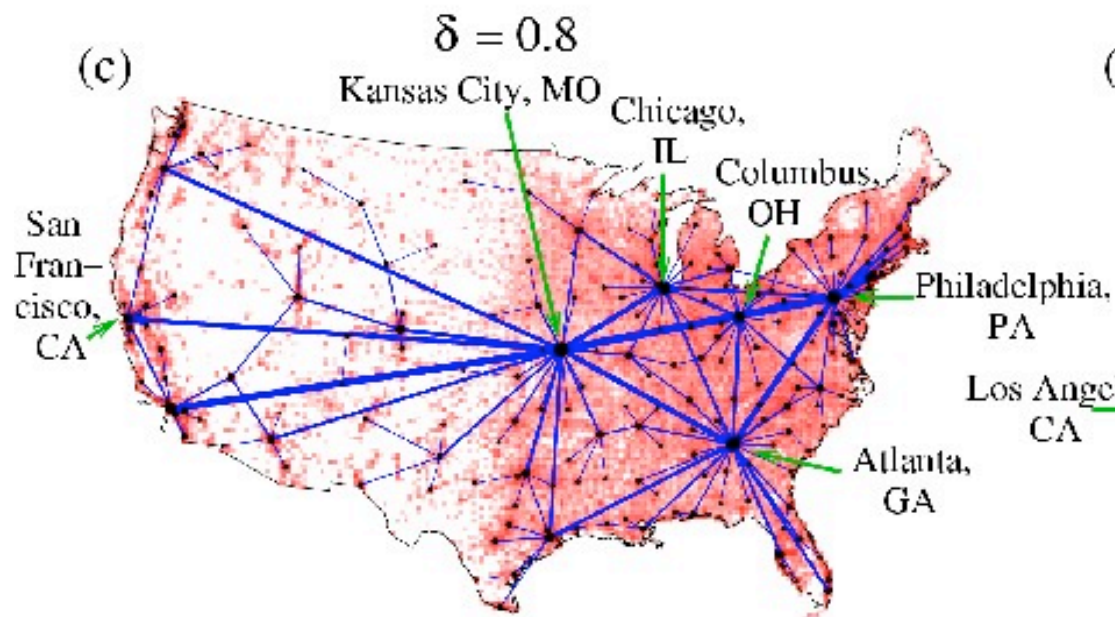 (c)
δ = 0.8
Kansas City, MO
Chicago,
IL
Columbus,
OH
San
Fran–
cisco,
CA
Philadelphia,
PA
Los Ange
CA
Atlanta,
GA
(